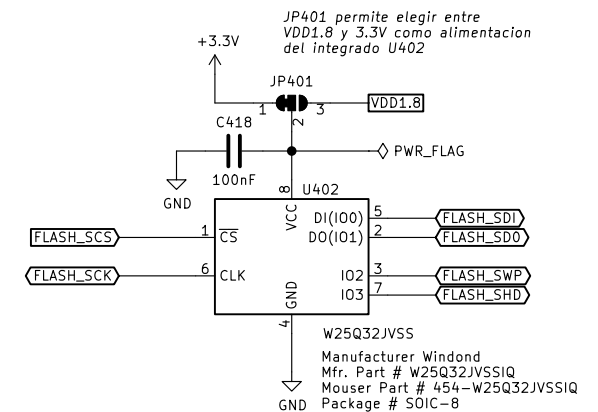 JP401 permite elegir entre
VDD1.8 y 3.3V como alimentacion
del integrado U402
+3.3V
JP401
1
3
VDD1.8
2
C418
PWR_FLAG
100nF
GND
8
U402
VCC
DI(IO0)
5
FLASH_SDI
FLASH_SCS
1
CS
DO(IO1)
2
FLASH_SDO
FLASH_SCK
6
CLK
IO2
3
FLASH_SWP
IO3
7
FLASH_SHD
GND
4
W25Q32JVSS
Manufacturer Windond
Mfr. Part # W25Q32JVSSIQ
Mouser Part # 454-W25Q32JVSSIQ
Package # SOIC-8
GND